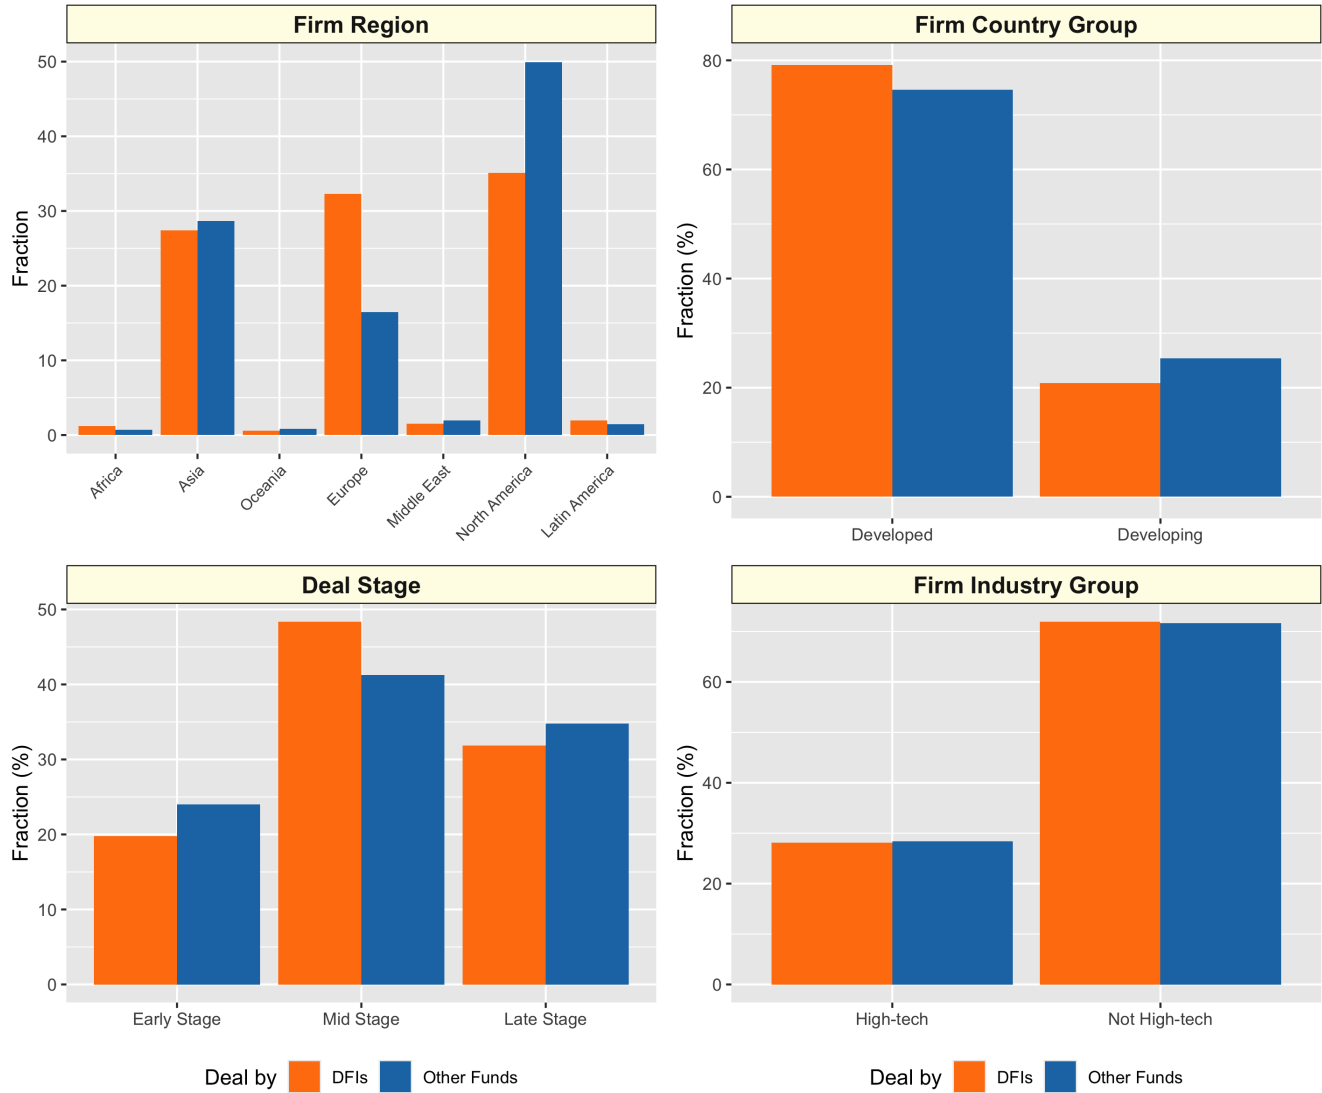 Firm Region
Fraction
50
40
30
20
10
0
Africa
Asia
Oceania
Europe
Middle East
North America
Latin America
Firm Country Group
Fraction (%)
80
60
40
20
0
Developed
Developing
Deal Stage
Fraction (%)
50
40
30
20
10
0
Early Stage
Mid Stage
Late Stage
Deal by DFIs Other Funds
Firm Industry Group
Fraction (%)
60
40
20
0
High-tech
Not High-tech
Deal by DFIs Other Funds